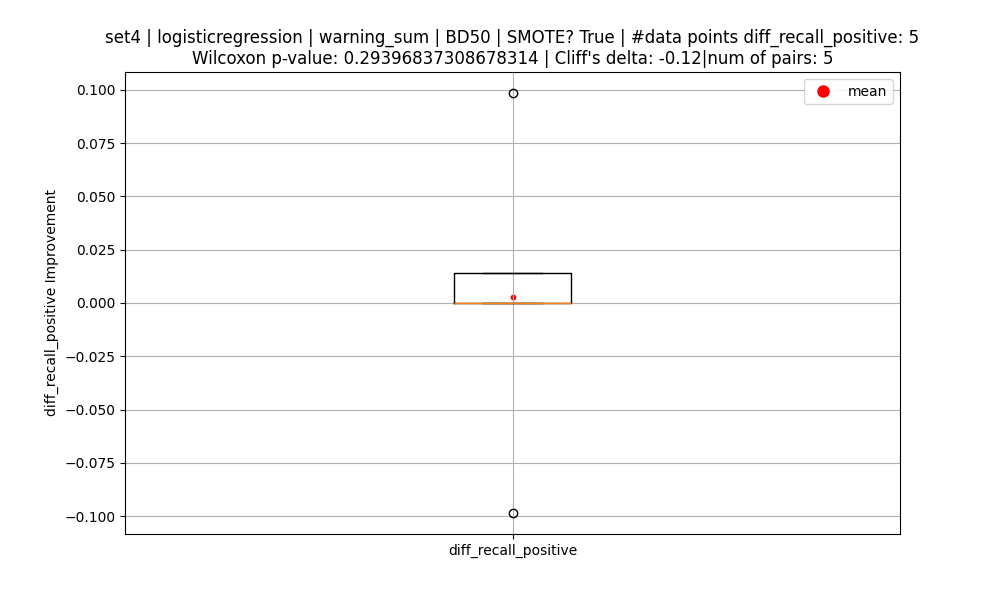 set4 | logisticregression | warning_sum | BD50 | SMOTE? True | #data points diff_recall_positive: 5
Wilcoxon p-value: 0.29396837308678314 | Cliff's delta: -0.12|num of pairs: 5
mean
0.100
0.075
0.050
0.025
0.000
−0.025
−0.050
−0.075
−0.100
diff_recall_positive Improvement
diff_recall_positive